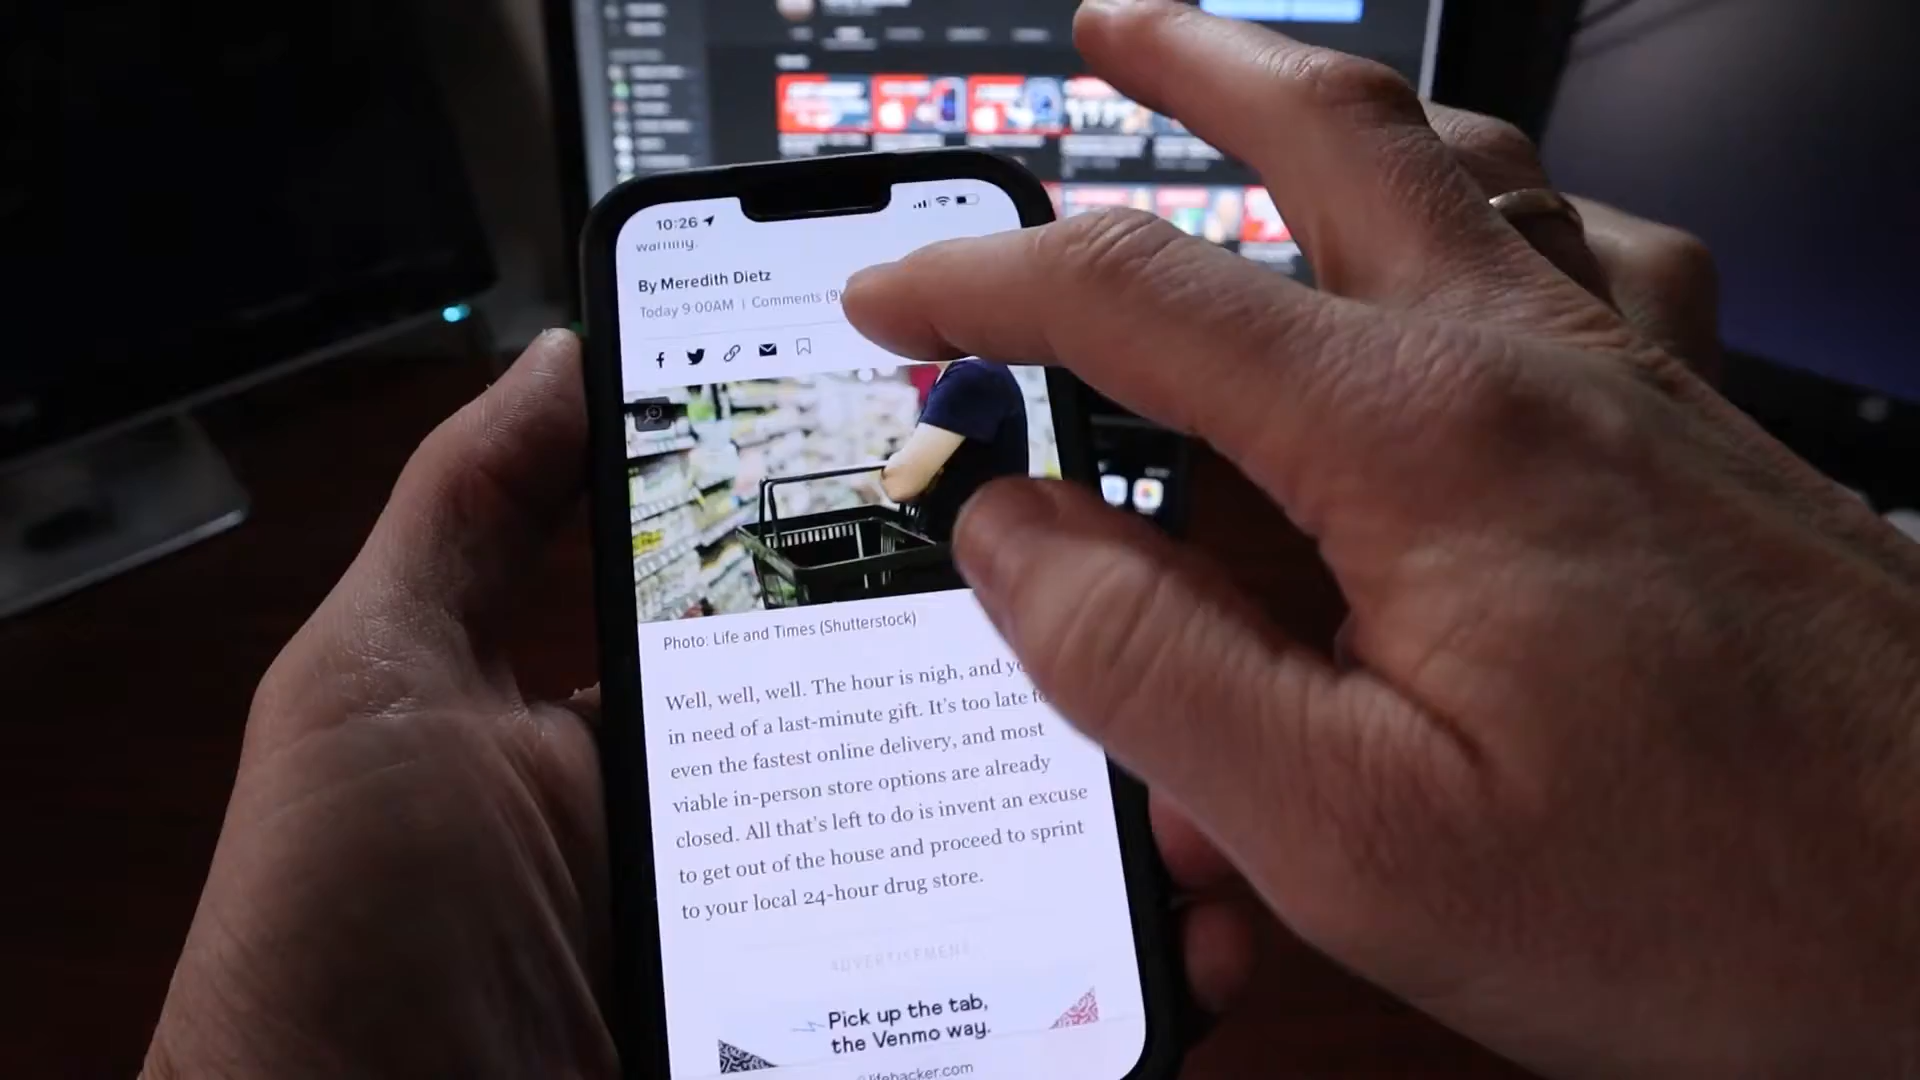 10:26
warning.
By Meredith Dietz
Today 9:00AM | Comments (9)
Photo: Life and Times (Shutterstock)
Well, well, well. The hour is nigh, and
in need of a last-minute gift. It's too late
even the fastest online delivery, and most
viable in-person store options are already
closed. All that's left to do is invent an excuse
to get out of the house and proceed to sprint
to your local 24-hour drug store.
ADVERTISEMENT
Pick up the tab,
the Venmo way.
lifehacker.com